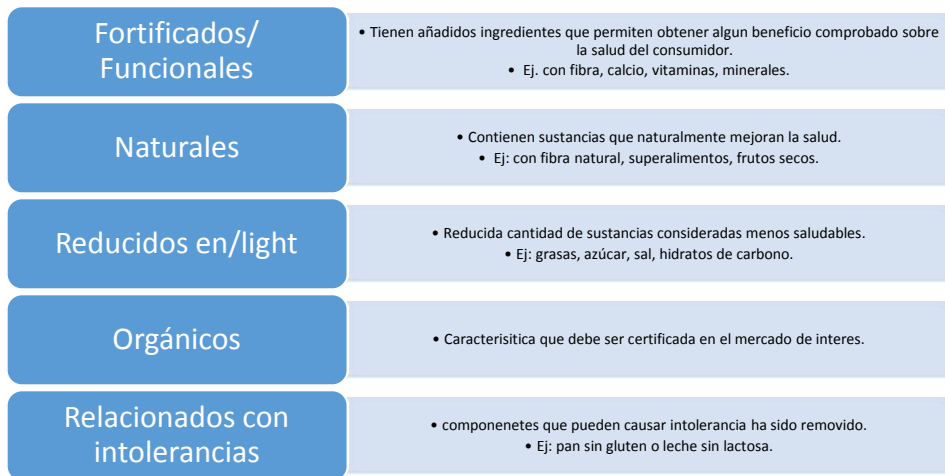 Fortificados/
Funcionales
• Tienen añadidos ingredientes que permiten obtener algun beneficio comprobado sobre
la salud del consumidor.
• Ej. con fibra, calcio, vitaminas, minerales.
Naturales
• Contienen sustancias que naturalmente mejoran la salud.
• Ej: con fibra natural, superalimentos, frutos secos.
Reducidos en/light
• Reducida cantidad de sustancias consideradas menos saludables.
• Ej: grasas, azúcar, sal, hidratos de carbono.
Orgánicos
• Caracterisitica que debe ser certificada en el mercado de interes.
Relacionados con
intolerancias
• componenetes que pueden causar intolerancia ha sido removido.
• Ej: pan sin gluten o leche sin lactosa.